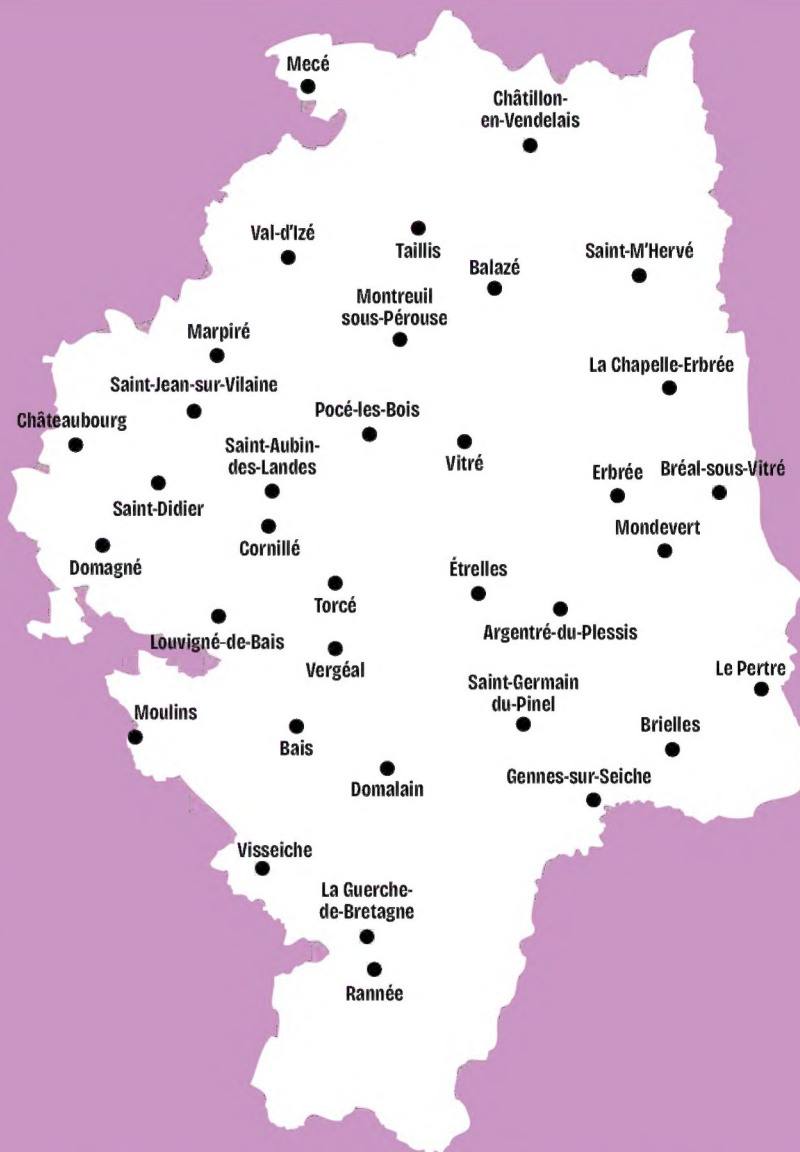 Mecé
Châtillon-
en-Vendelais
Val-d'Izé
Taillis
Saint-M'Hervé
Balazé
Montreuil
sous-Pérouse
Marpiré
La Chapelle-Erbrée
Saint-Jean-sur-Vilaine
Châteaubourg
Pocé-les-Bois
Saint-Aubin-
des-Landes
Vitré
Erbrée
Bréal-sous-Vitré
Saint-Didier
Mondevert
Cornillé
Domagné
Étrelles
Torcé
Argentré-du-Plessis
Louvigné-de-Bais
Vergéal
Le Pertre
Saint-Germain
du-Pinel
Moulins
Brielles
Bais
Gennes-sur-Seiche
Domalain
Visseiche
La Guerche-
de-Bretagne
Rannée